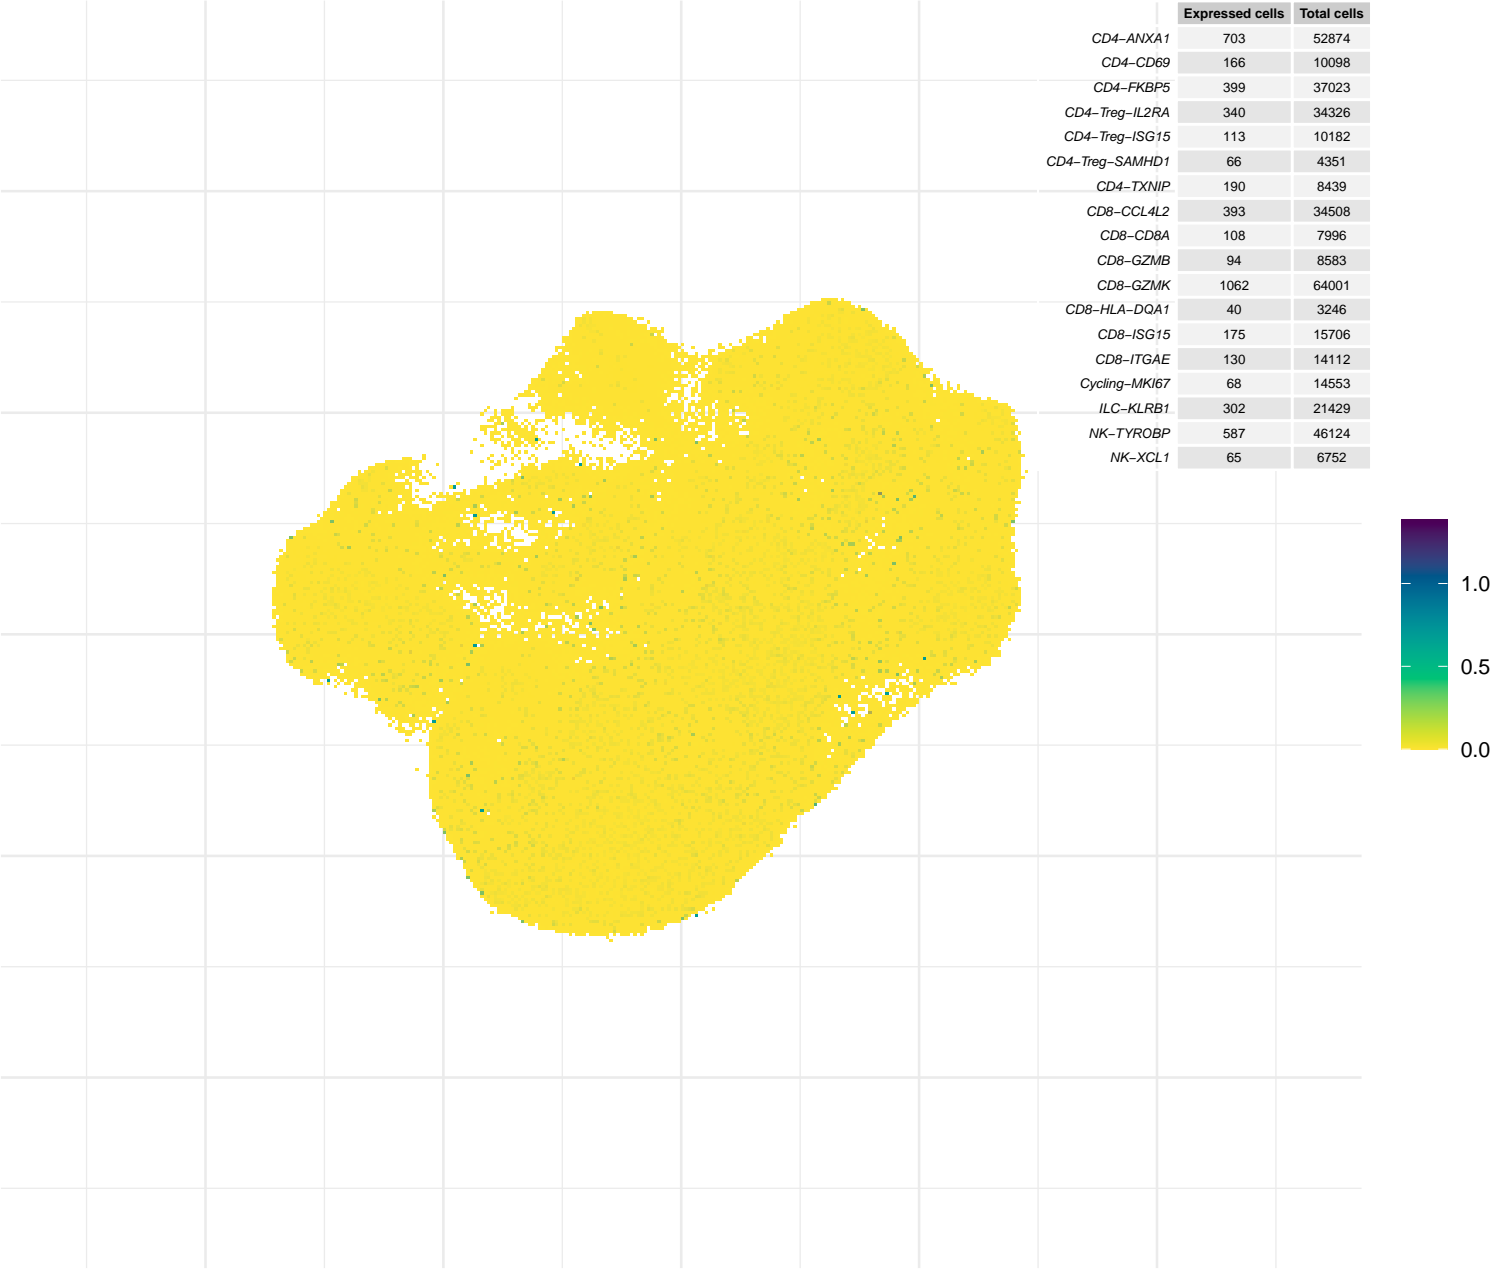 Expressed cells Total cells
CD4−ANXA1 703 52874
CD4−CD69 166 10098
CD4−FKBP5 399 37023
CD4−Treg−IL2RA 340 34326
CD4−Treg−ISG15 113 10182
CD4−Treg−SAMHD1 66 4351
CD4−TXNIP 190 8439
CD8−CCL4L2 393 34508
CD8−CD8A 108 7996
CD8−GZMB 94 8583
CD8−GZMK 1062 64001
CD8−HLA−DQA1 40 3246
CD8−ISG15 175 15706
CD8−ITGAE 130 14112
Cycling−MKI67 68 14553
ILC−KLRB1 302 21429
NK−TYROBP 587 46124
NK−XCL1 65 6752
1.0
0.5
0.0